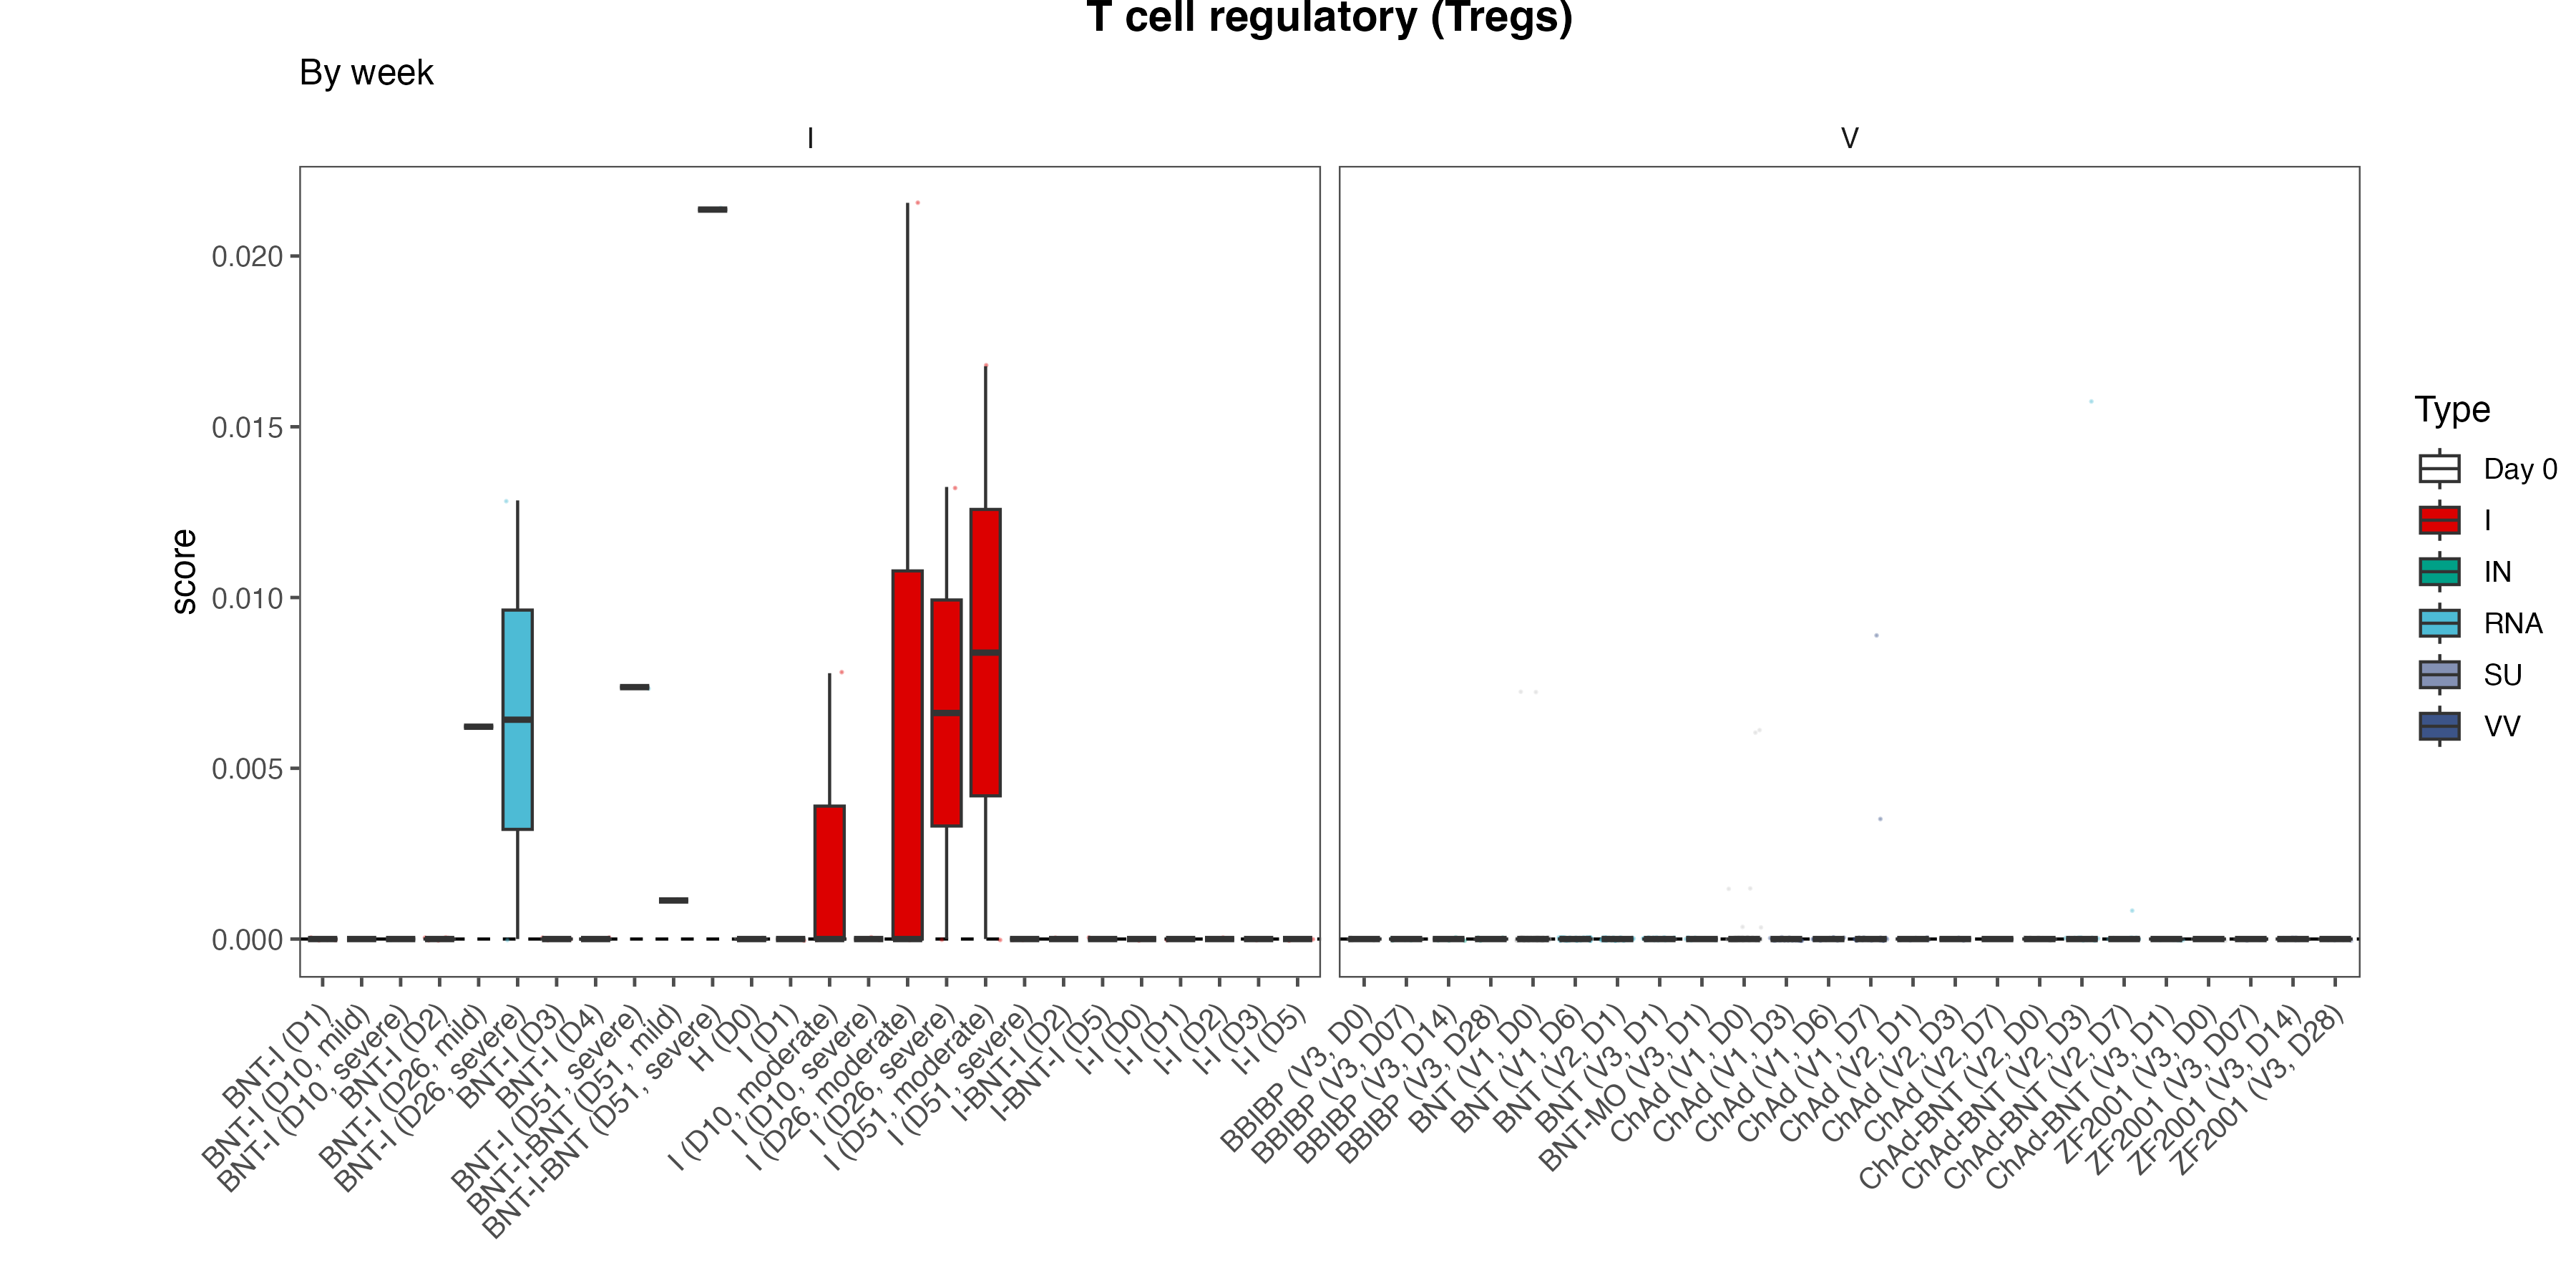 T cell regulatory (Tregs)
By week
I
V
score
0.020
0.015
0.010
0.005
0.000
BNT-I (D1)
BNT-I (D10, mild)
BNT-I (D10, severe)
BNT-I (D2)
BNT-I (D26, mild)
BNT-I (D26, severe)
BNT-I (D3)
BNT-I (D4)
BNT-I (D51, severe)
BNT-I-BNT (D51, mild)
BNT-I-BNT (D51, severe)
H (D0)
I (D1)
I (D10, moderate)
I (D10, severe)
I (D26, moderate)
I (D26, severe)
I (D51, moderate)
I (D51, severe)
I-BNT-I (D2)
I-BNT-I (D5)
I-I (D0)
I-I (D1)
I-I (D2)
I-I (D3)
I-I (D5)
BBIBP (V3, D0)
BBIBP (V3, D07)
BBIBP (V3, D14)
BBIBP (V3, D28)
BNT (V1, D0)
BNT (V1, D6)
BNT (V2, D1)
BNT (V3, D1)
BNT-MO (V3, D1)
ChAd (V1, D0)
ChAd (V1, D3)
ChAd (V1, D6)
ChAd (V1, D7)
ChAd (V2, D1)
ChAd (V2, D3)
ChAd (V2, D7)
ChAd-BNT (V2, D0)
ChAd-BNT (V2, D3)
ChAd-BNT (V2, D7)
ChAd-BNT (V3, D1)
ZF2001 (V3, D0)
ZF2001 (V3, D07)
ZF2001 (V3, D14)
ZF2001 (V3, D28)
Type
Day 0
I
IN
RNA
SU
VV